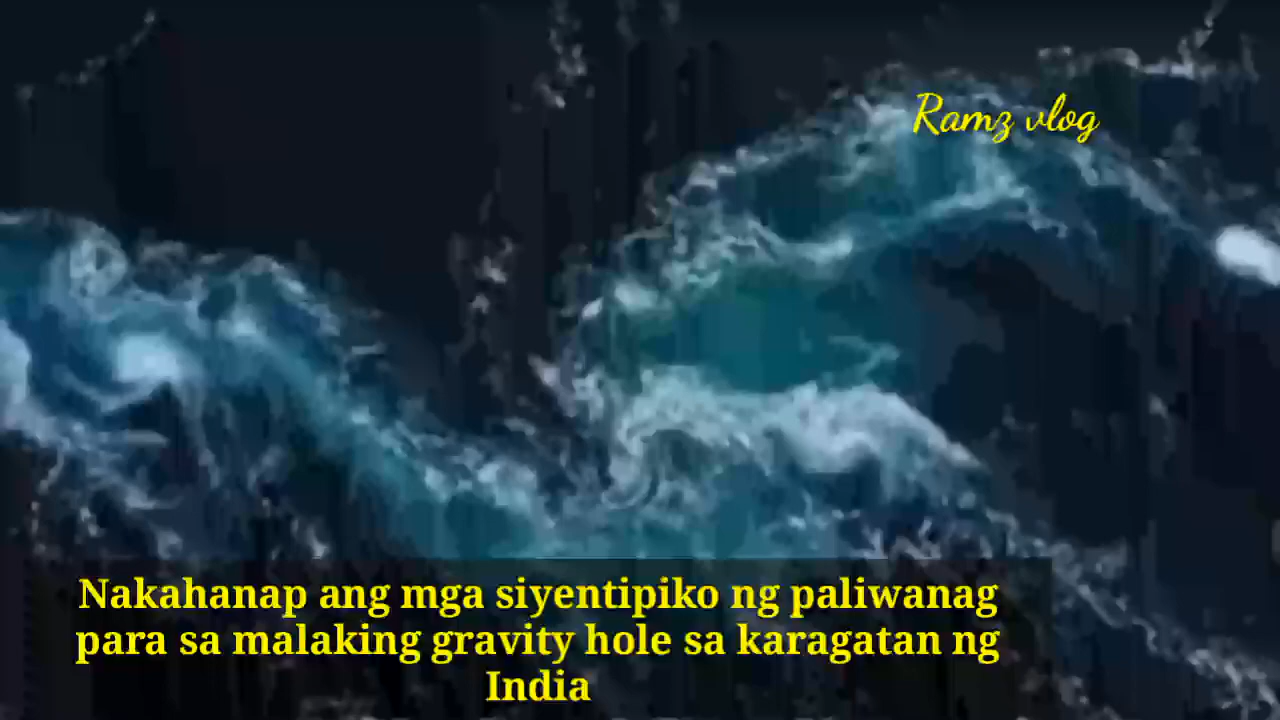 Ramz vlog
Nakahanap ang mga siyentipiko ng paliwanag
para sa malaking gravity hole sa karagatan ng
India